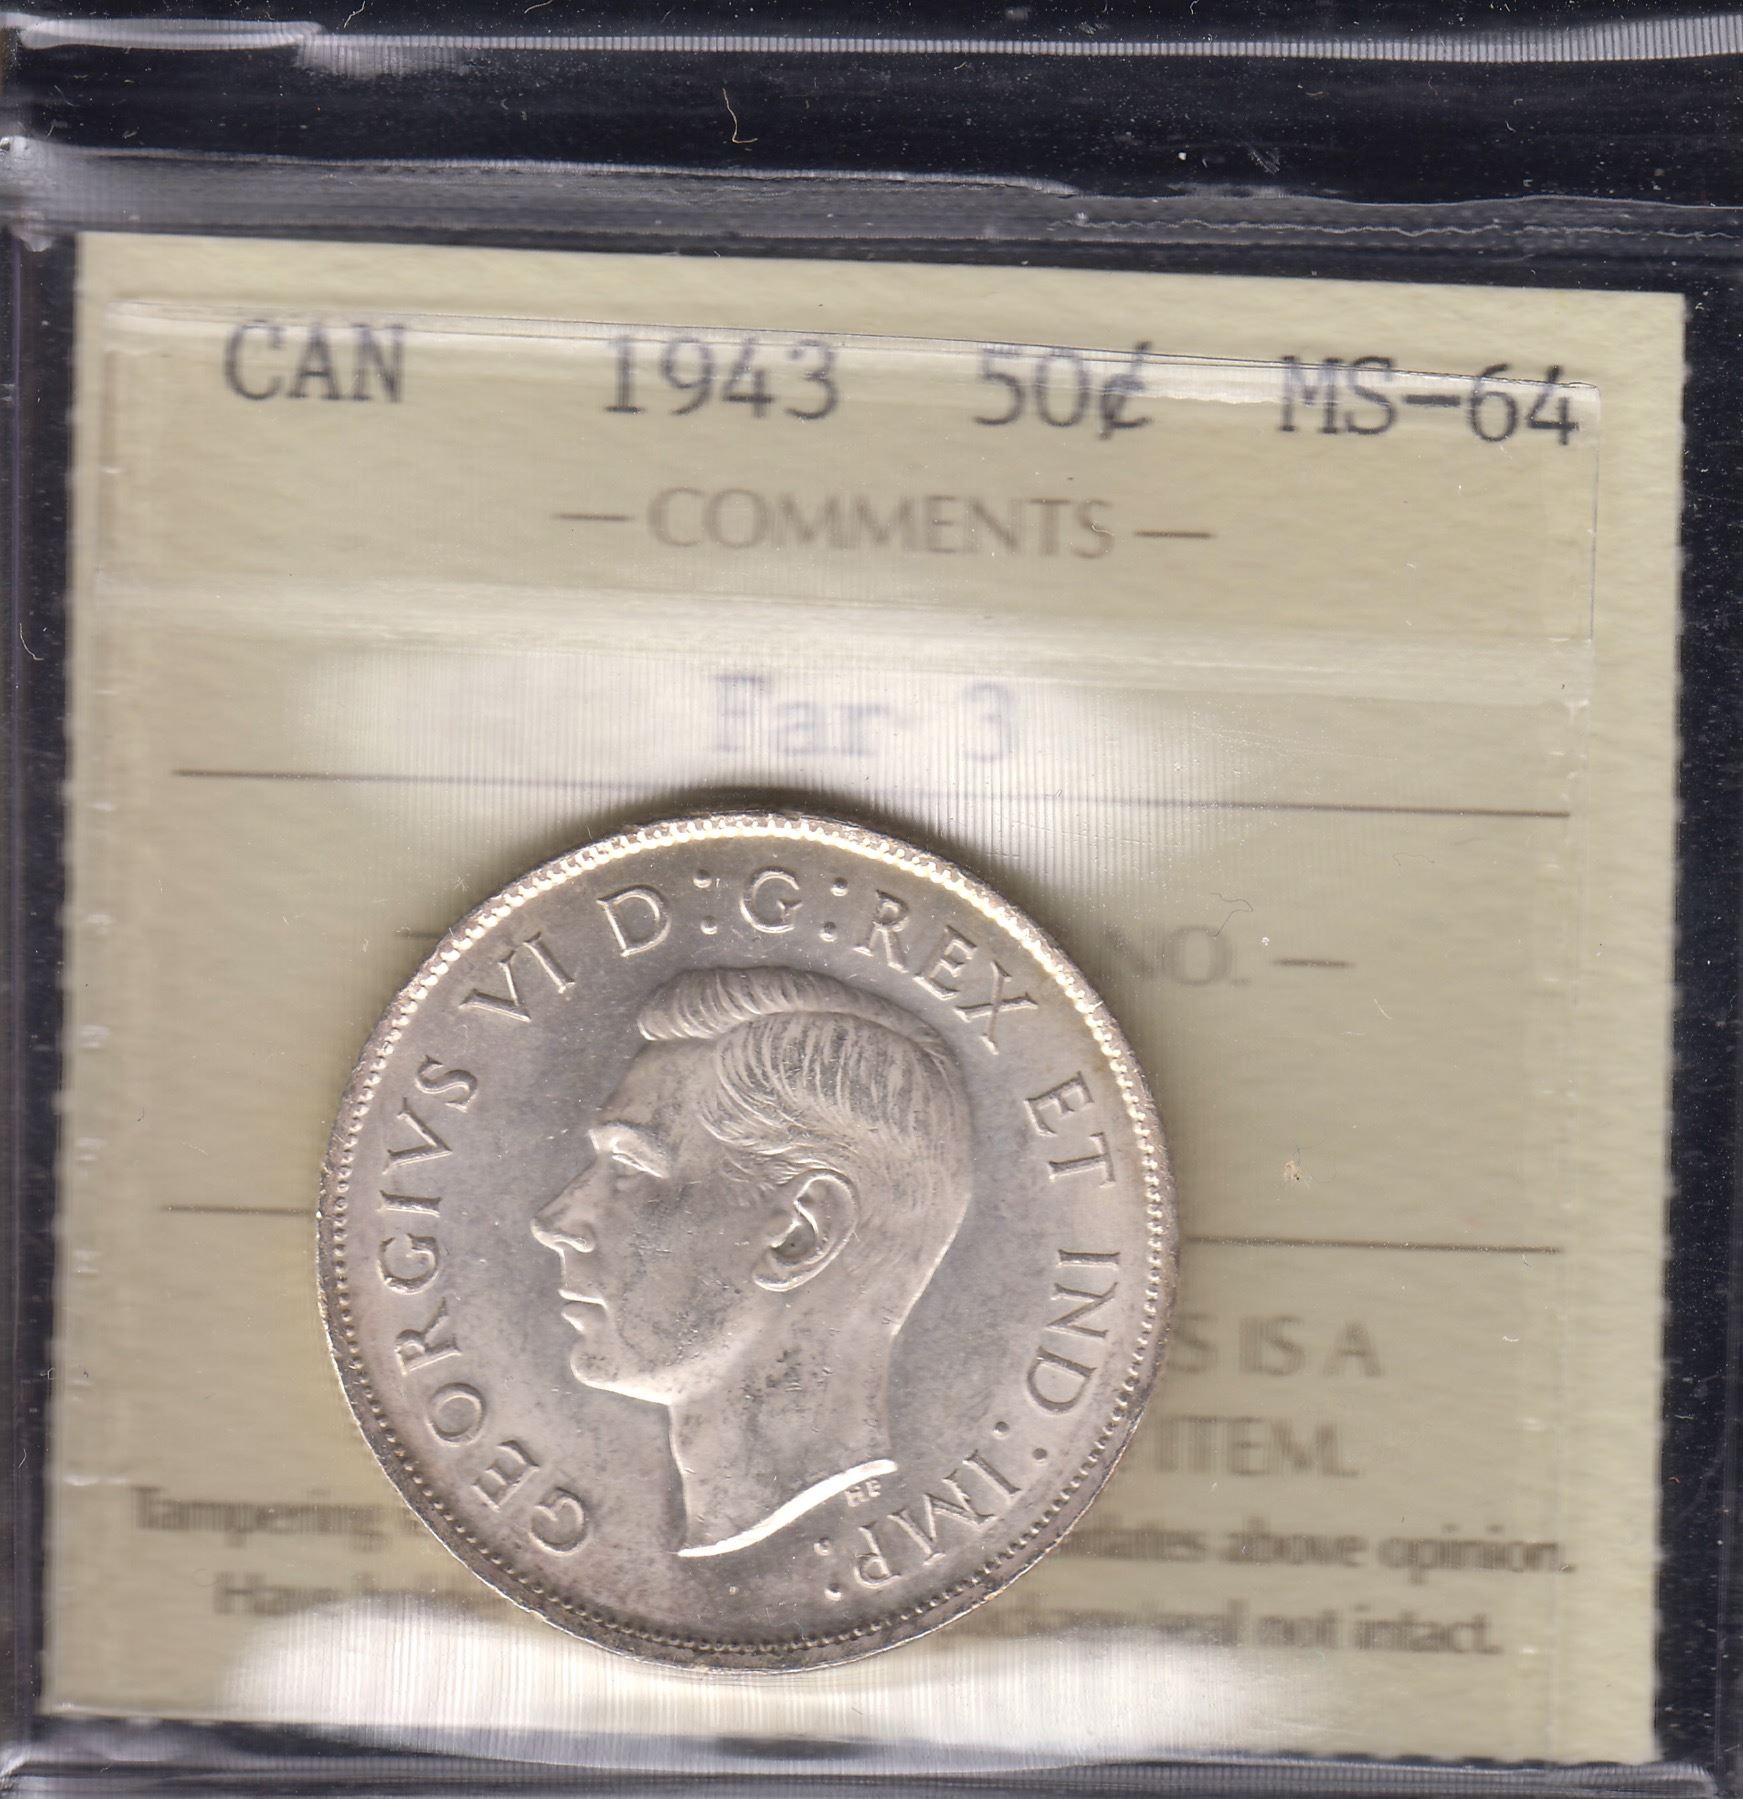 CAN 1943 50¢ MS-64
— COMMENTS —
Far 3
NO. —
GEORGIVS VI D:G:REX ET IND:IMP:
HP
IS A
ITEM.
Tampering above opinion.
not intact.